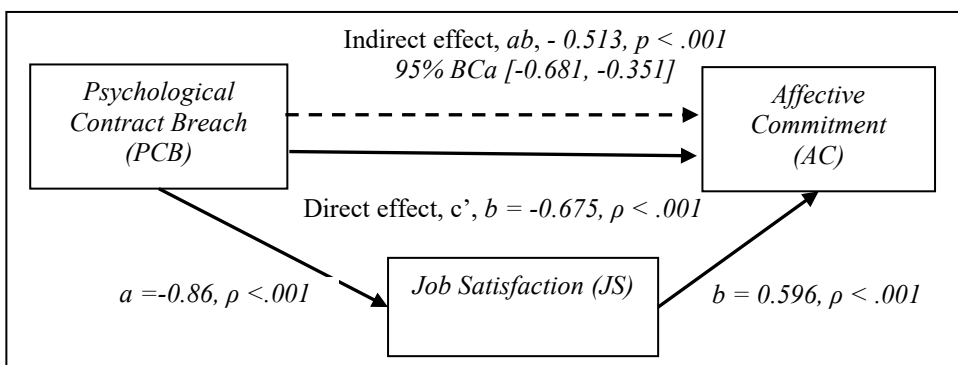 Indirect effect, ab, - 0.513, p < .001
95% BCa [-0.681, -0.351]
Psychological
Contract Breach
(PCB)
Affective
Commitment
(AC)
Direct effect, c’, b = -0.675, ρ < .001
a =-0.86, ρ <.001
Job Satisfaction (JS)
b = 0.596, ρ < .001